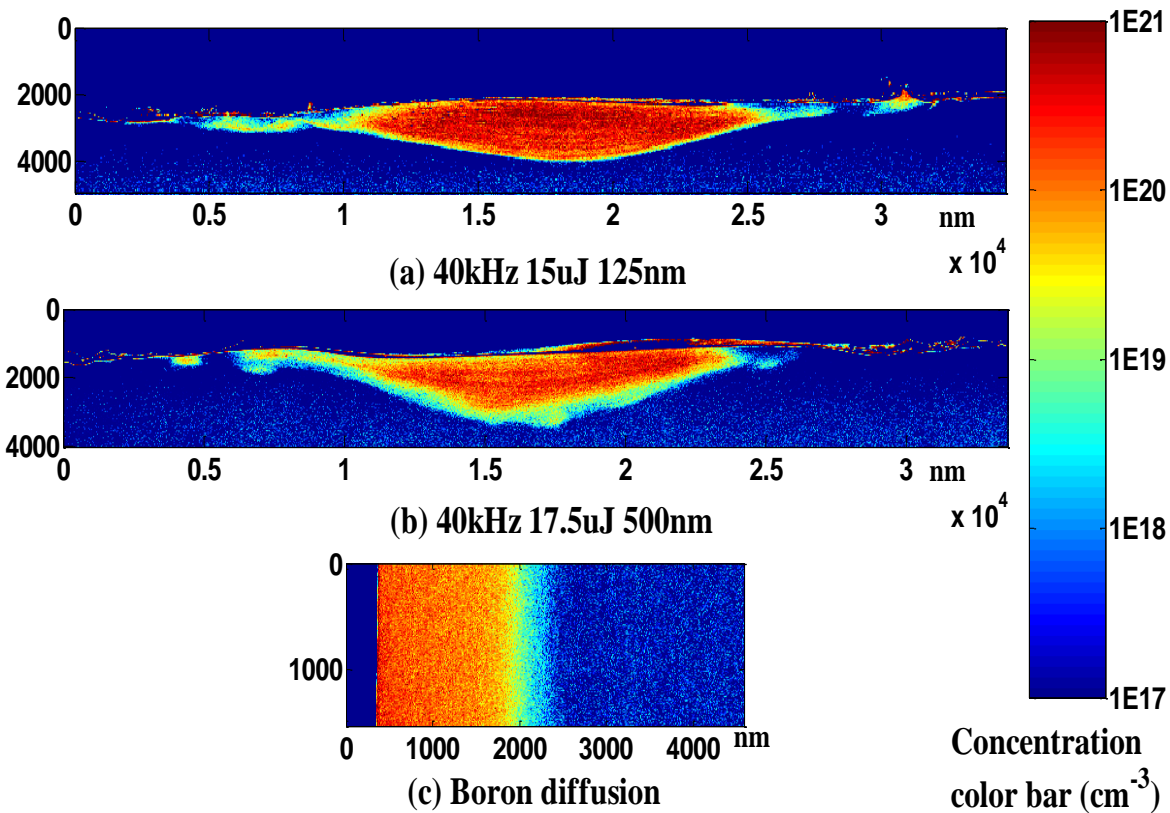 0
2000
4000
0 0.5 1 1.5 2 2.5 3 nm
x 10^4
(a) 40kHz 15uJ 125nm
0
2000
4000
0 0.5 1 1.5 2 2.5 3 nm
x 10^4
(b) 40kHz 17.5uJ 500nm
0
1000
0 1000 2000 3000 4000 nm
(c) Boron diffusion
1E21
1E20
1E19
1E18
1E17
Concentration
color bar (cm^-3)